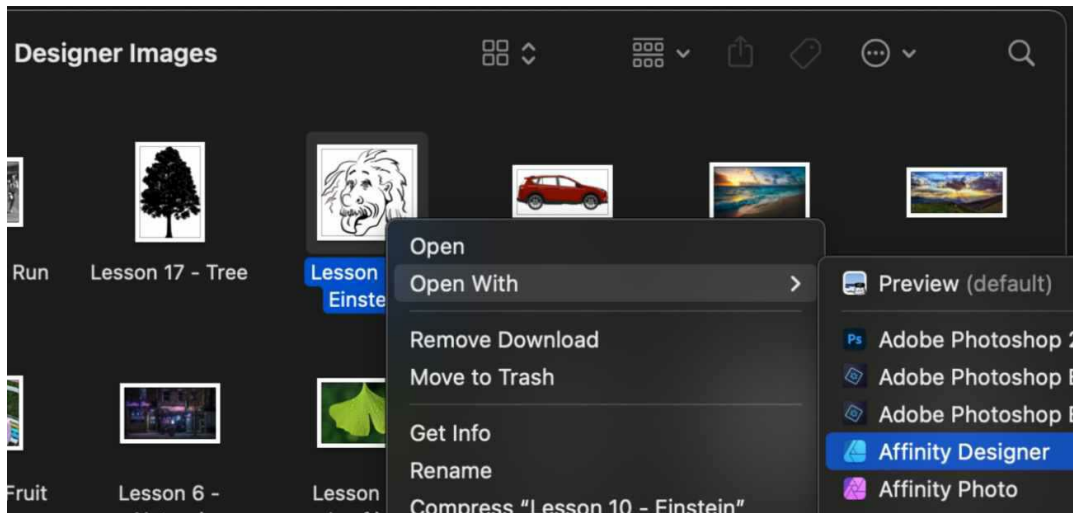 Designer Images
Run
Lesson 17 - Tree
Lesson
Einste
Open
Open With
Preview (default)
Remove Download
Adobe Photoshop 2
Move to Trash
Adobe Photoshop E
Adobe Photoshop E
Get Info
Affinity Designer
Rename
Affinity Photo
Fruit
Lesson 6 -
Lesson
Compress "Lesson 10 - Einstein"